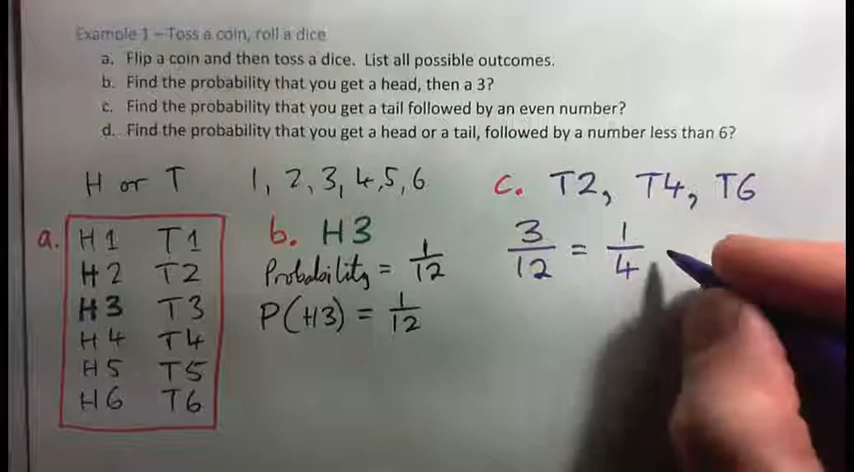 Example 1 – Toss a coin, roll a dice
a. Flip a coin and then toss a dice. List all possible outcomes.
b. Find the probability that you get a head, then a 3?
c. Find the probability that you get a tail followed by an even number?
d. Find the probability that you get a head or a tail, followed by a number less than 6?
H or T
1, 2, 3, 4, 5, 6
a.
H1 T1
H2 T2
H3 T3
H4 T4
H5 T5
H6 T6
b. H3
Probability = 1/12
P(H3) = 1/12
c. T2, T4, T6
3/12 = 1/4